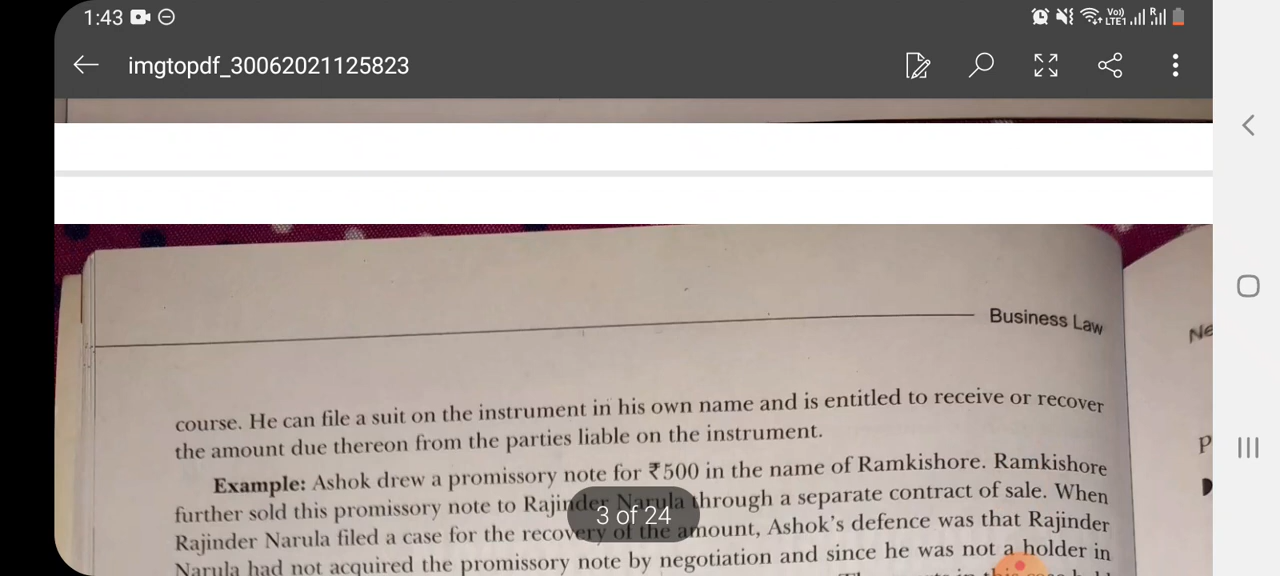 1:43
Vo)) R
LTE1
imgtopdf_30062021125823
Business Law
Ne
course. He can file a suit on the instrument in his own name and is entitled to receive or recover
the amount due thereon from the parties liable on the instrument.
P
Example: Ashok drew a promissory note for ₹500 in the name of Ramkishore. Ramkishore
further sold this promissory note to Rajinder Narula through a separate contract of sale. When
3 of 24
Rajinder Narula filed a case for the recovery of the amount, Ashok's defence was that Rajinder
Narula had not acquired the promissory note by negotiation and since he was not a holder in